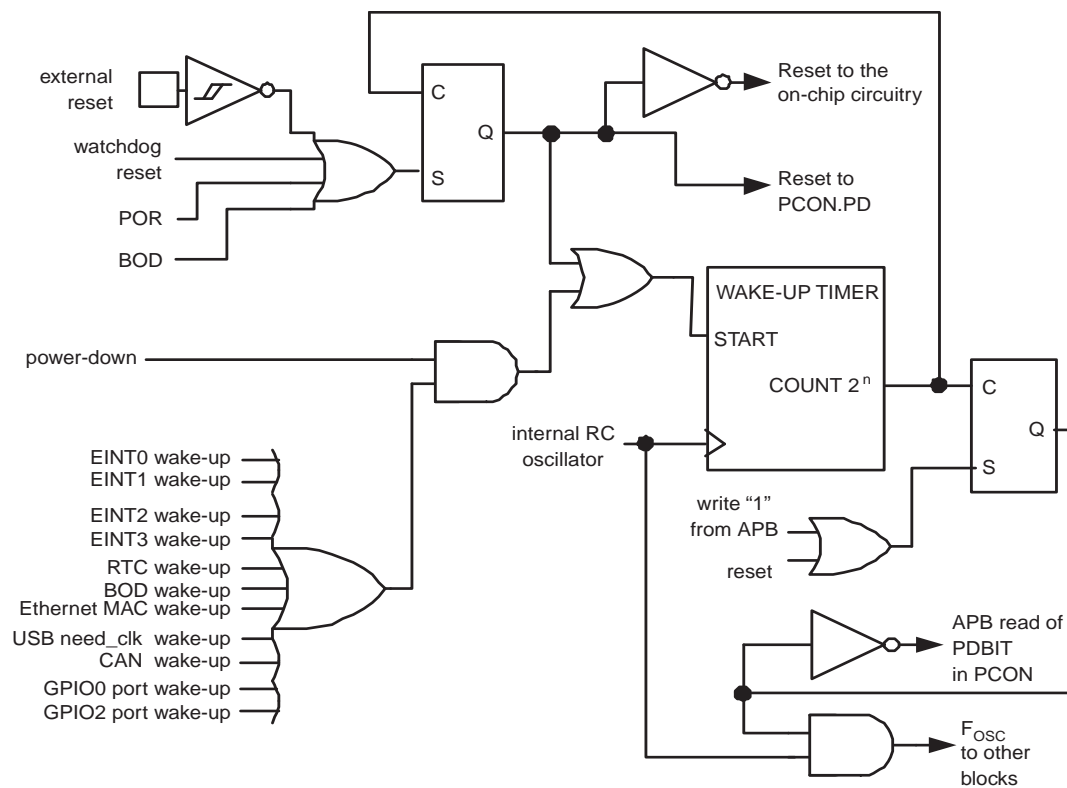 external
reset
watchdog
reset
POR
BOD
C
Q
S
Reset to the
on-chip circuitry
Reset to
PCON.PD
WAKE-UP TIMER
START
COUNT 2n
power-down
internal RC
oscillator
C
Q
S
write “1”
from APB
reset
EINT0 wake-up
EINT1 wake-up
EINT2 wake-up
EINT3 wake-up
RTC wake-up
BOD wake-up
Ethernet MAC wake-up
USB need_clk wake-up
CAN wake-up
GPIO0 port wake-up
GPIO2 port wake-up
APB read of
PDBIT
in PCON
FOSC
to other
blocks